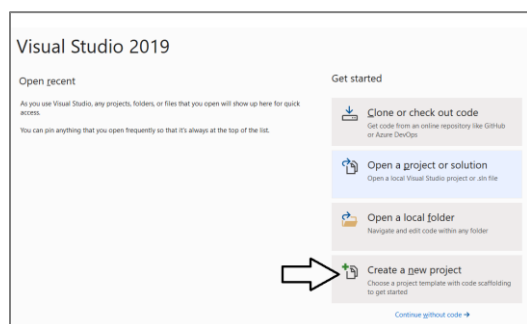 Visual Studio 2019
Open recent
As you use Visual Studio, any projects, folders, or files that you open will show up here for quick
access.
You can pin anything that you open frequently so that it's always at the top of the list.
Get started
Clone or check out code
Get code from an online repository like GitHub
or Azure DevOps
Open a project or solution
Open a local Visual Studio project or .sln file
Open a local folder
Navigate and edit code within any folder
Create a new project
Choose a project template with code scaffolding
to get started
Continue without code →